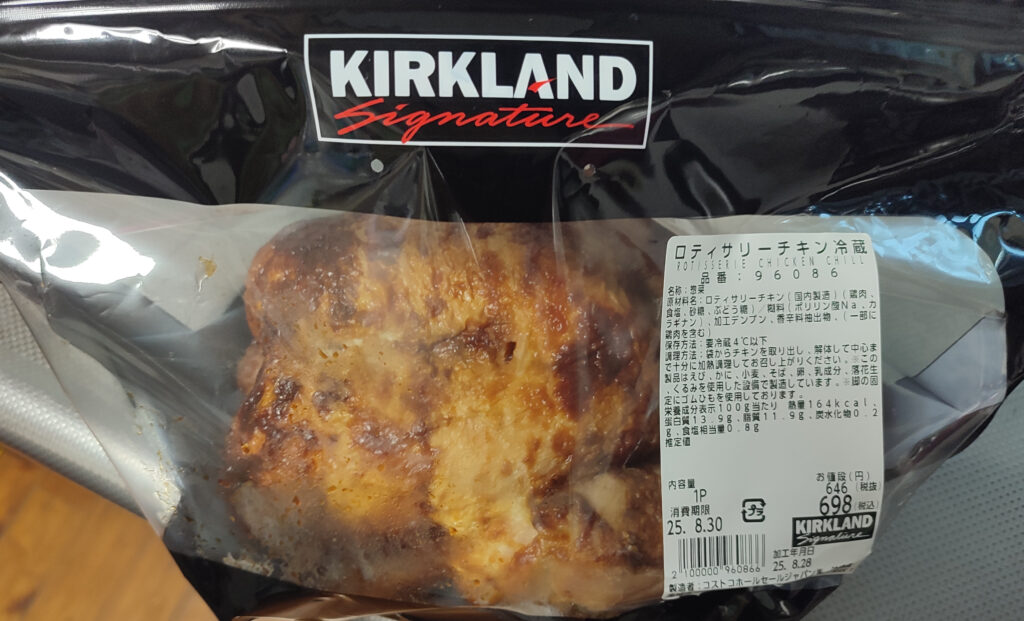 KIRKLAND
Signature
ロティサリーチキン冷蔵
ROTISSERIE CHICKEN CHILL
品番:96086
名称:惣菜
原材料名:ロティサリーチキン(国内製造)(鶏肉、
食塩、砂糖、ぶどう糖)/糊料(ポリリン酸Na、カ
ラギナン)、加工デンプン、香辛料抽出物、(一部に
鶏肉を含む)
保存方法:要冷蔵4℃以下
調理方法:袋からチキンを取り出し、解体して中心ま
で十分に加熱調理してお召し上がりください。※この
製品はえび、かに、小麦、そば、卵、乳成分、落花生
、くるみを使用した設備で製造しています。※脚の固
定にゴムひもを使用しております。
栄養成分表示100g当たり 熱量164kcal、
蛋白質13.9g、脂質11.9g、炭水化物0.2
g、食塩相当量0.8g
推定値
内容量
1P
お値段(円)
646 (税抜)
698(税込)
消費期限
25. 8.30
プラ
KIRKLAND
Signature
加工年月日
25. 8.28
2 100000 960866
製造者:コストコホールセールジャパン